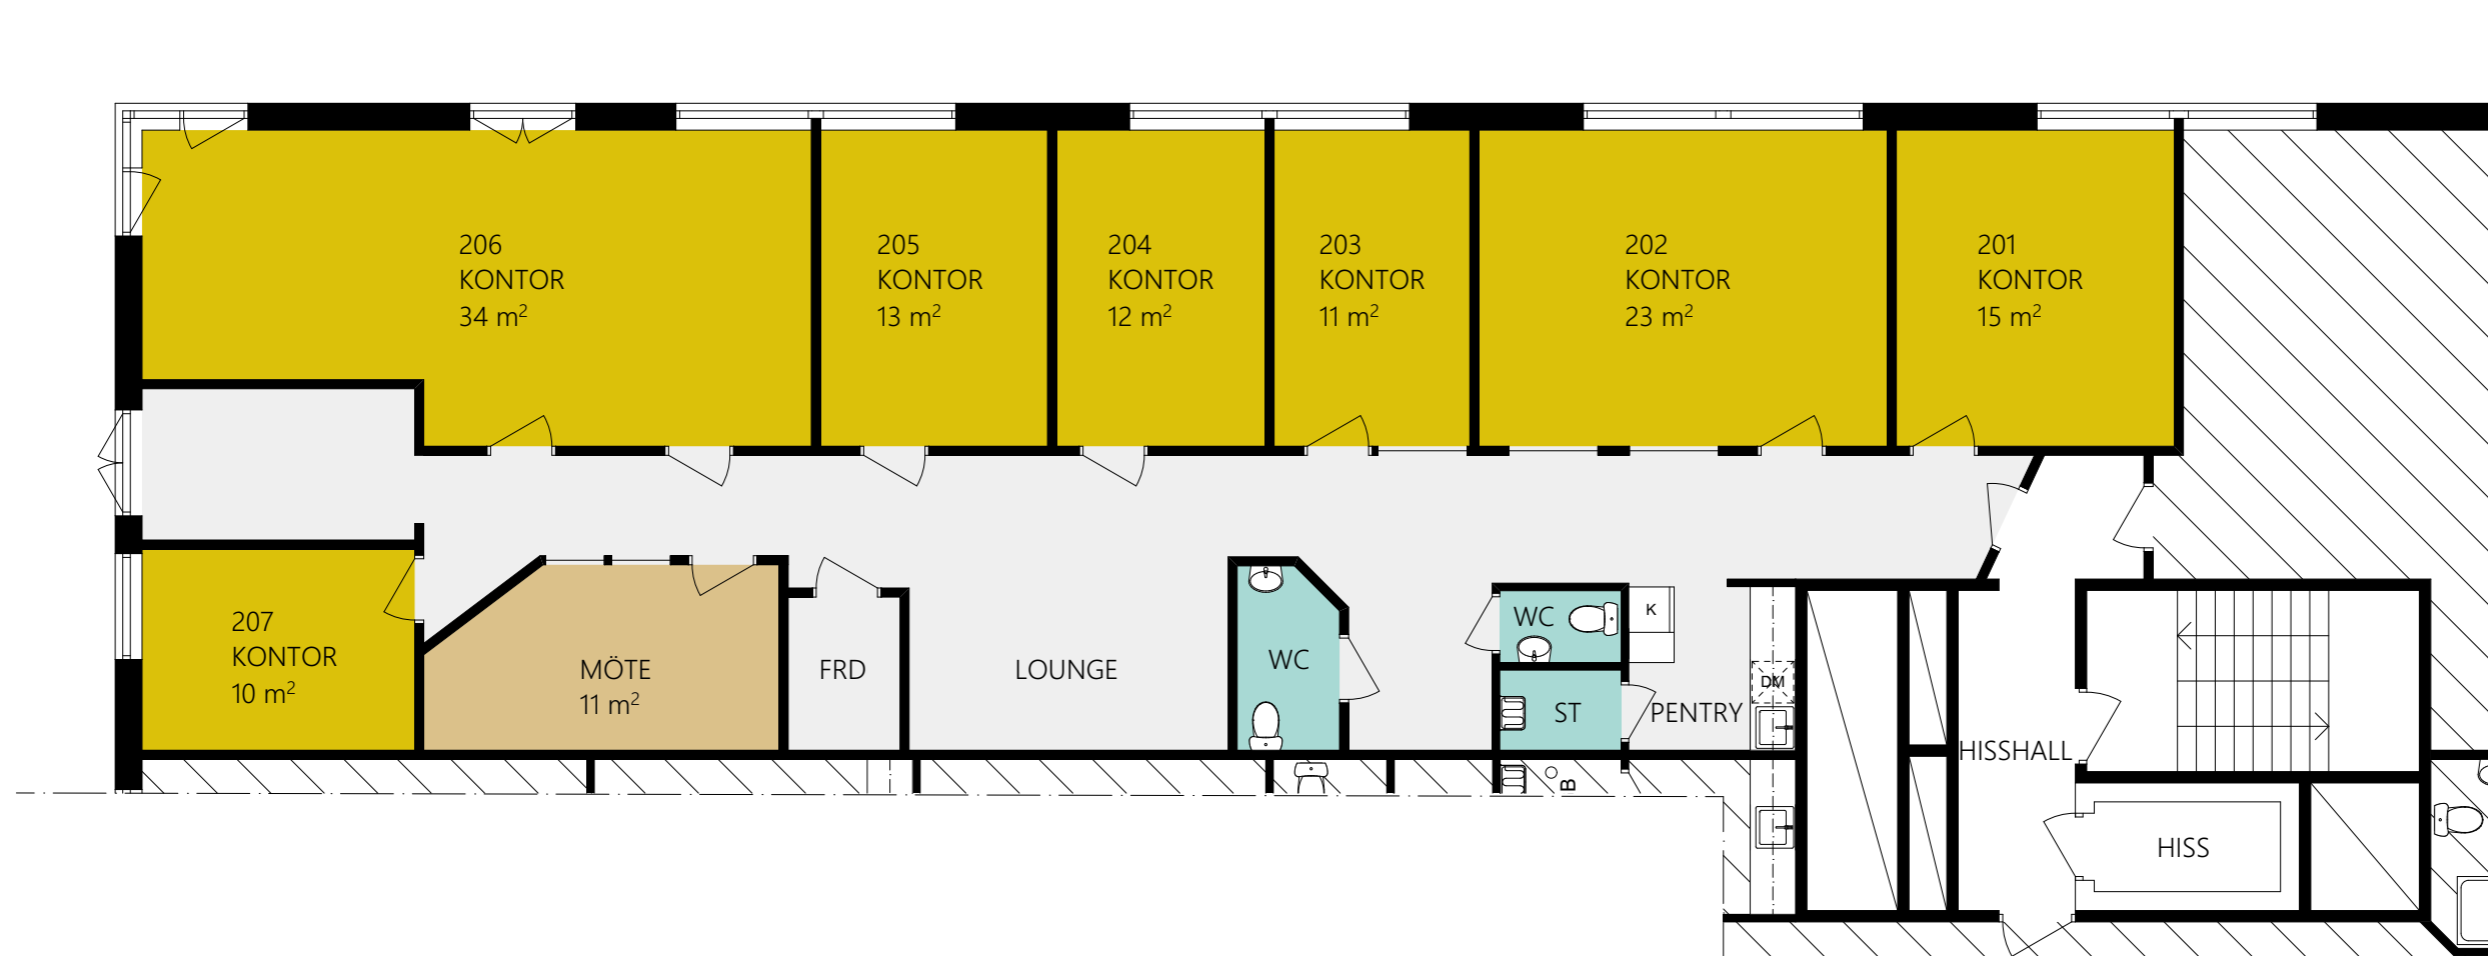 206
KONTOR
34 m²
205
KONTOR
13 m²
204
KONTOR
12 m²
203
KONTOR
11 m²
202
KONTOR
23 m²
201
KONTOR
15 m²
207
KONTOR
10 m²
MÖTE
11 m²
FRD
LOUNGE
WC
WC
K
ST
DM
PENTRY
HISSHALL
B
HISS